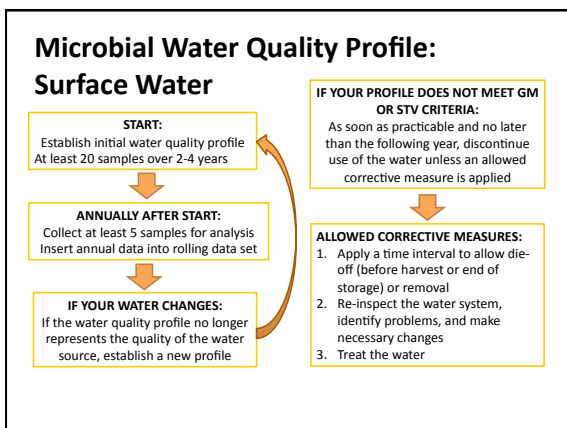 Microbial Water Quality Profile:
Surface Water
START:
Establish initial water quality profile
At least 20 samples over 2-4 years
ANNUALLY AFTER START:
Collect at least 5 samples for analysis
Insert annual data into rolling data set
IF YOUR WATER CHANGES:
If the water quality profile no longer
represents the quality of the water
source, establish a new profile
IF YOUR PROFILE DOES NOT MEET GM
OR STV CRITERIA:
As soon as practicable and no later
than the following year, discontinue
use of the water unless an allowed
corrective measure is applied
ALLOWED CORRECTIVE MEASURES:
1. Apply a time interval to allow die-
off (before harvest or end of
storage) or removal
2. Re-inspect the water system,
identify problems, and make
necessary changes
3. Treat the water